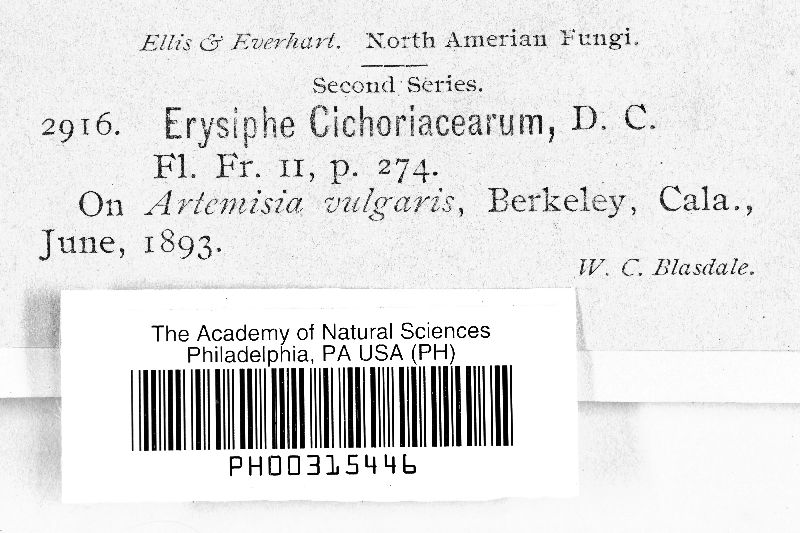 Ellis & Everhart. North Amerian Fungi.
Second Series.
2916. Erysiphe Cichoriacearum, D. C.
Fl. Fr. II, p. 274.
On Artemisia vulgaris, Berkeley, Cala.,
June, 1893.
W. C. Blasdale.
The Academy of Natural Sciences
Philadelphia, PA USA (PH)
PH00315446